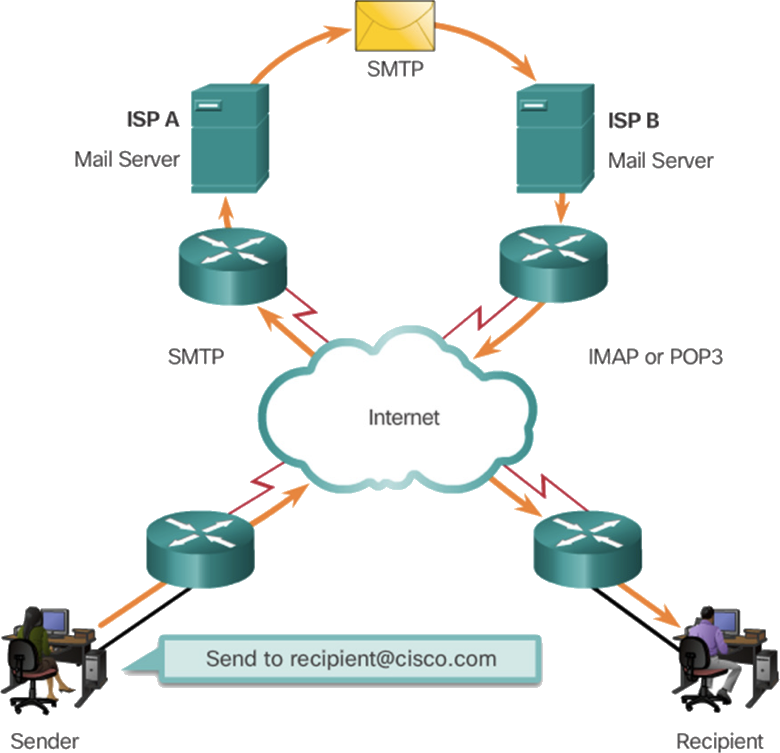 SMTP
ISP A
Mail Server
ISP B
Mail Server
SMTP
IMAP or POP3
Internet
Send to recipient@cisco.com
Sender
Recipient